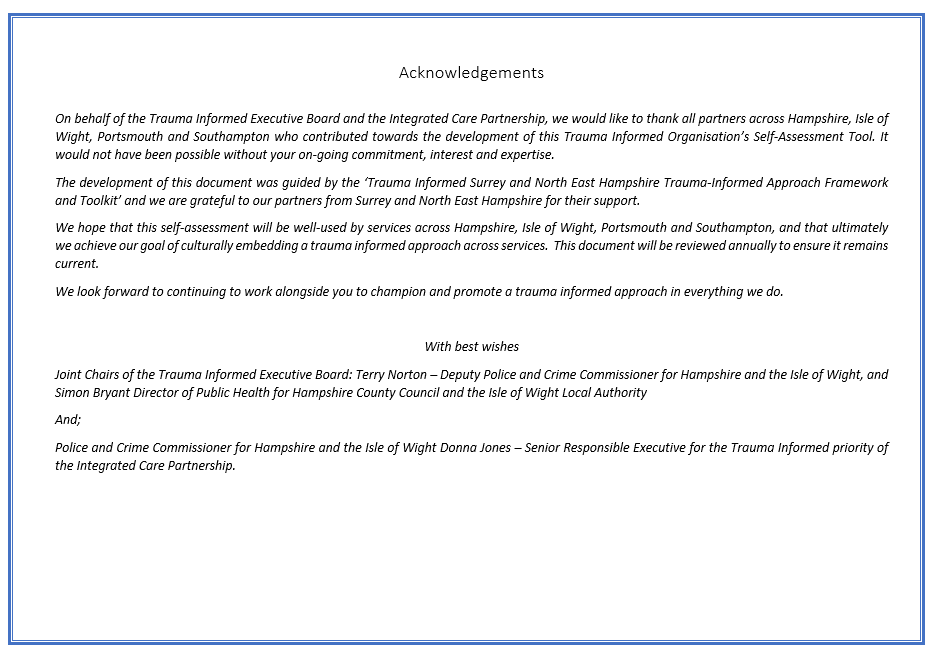 Acknowledgements
On behalf of the Trauma Informed Executive Board and the Integrated Care Partnership, we would like to thank all partners across Hampshire, Isle of
Wight, Portsmouth and Southampton who contributed towards the development of this Trauma Informed Organisation’s Self-Assessment Tool. It
would not have been possible without your on-going commitment, interest and expertise.
The development of this document was guided by the ‘Trauma Informed Surrey and North East Hampshire Trauma-Informed Approach Framework
and Toolkit’ and we are grateful to our partners from Surrey and North East Hampshire for their support.
We hope that this self-assessment will be well-used by services across Hampshire, Isle of Wight, Portsmouth and Southampton, and that ultimately
we achieve our goal of culturally embedding a trauma informed approach across services.  This document will be reviewed annually to ensure it remains
current.
We look forward to continuing to work alongside you to champion and promote a trauma informed approach in everything we do.
With best wishes
Joint Chairs of the Trauma Informed Executive Board: Terry Norton – Deputy Police and Crime Commissioner for Hampshire and the Isle of Wight, and
Simon Bryant Director of Public Health for Hampshire County Council and the Isle of Wight Local Authority
And;
Police and Crime Commissioner for Hampshire and the Isle of Wight Donna Jones – Senior Responsible Executive for the Trauma Informed priority of
the Integrated Care Partnership.